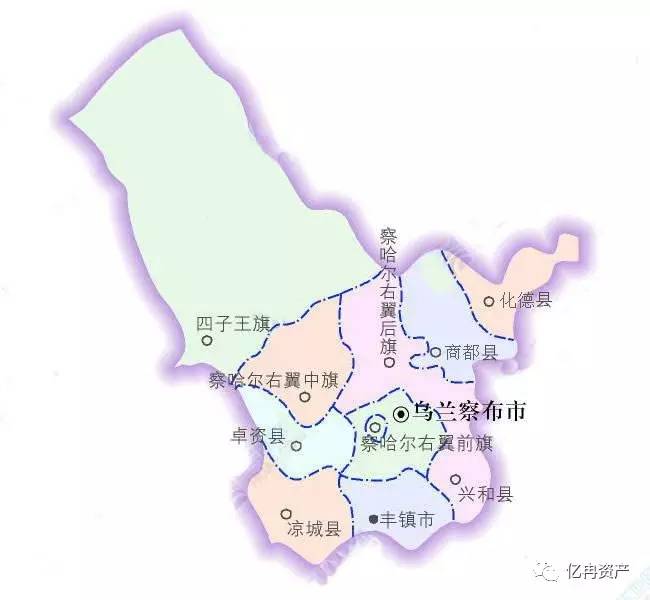 察哈尔右翼后旗
化德县
四子王旗
商都县
察哈尔右翼中旗
乌兰察布市
卓资县
察哈尔右翼前旗
兴和县
凉城县
丰镇市
亿冉资产